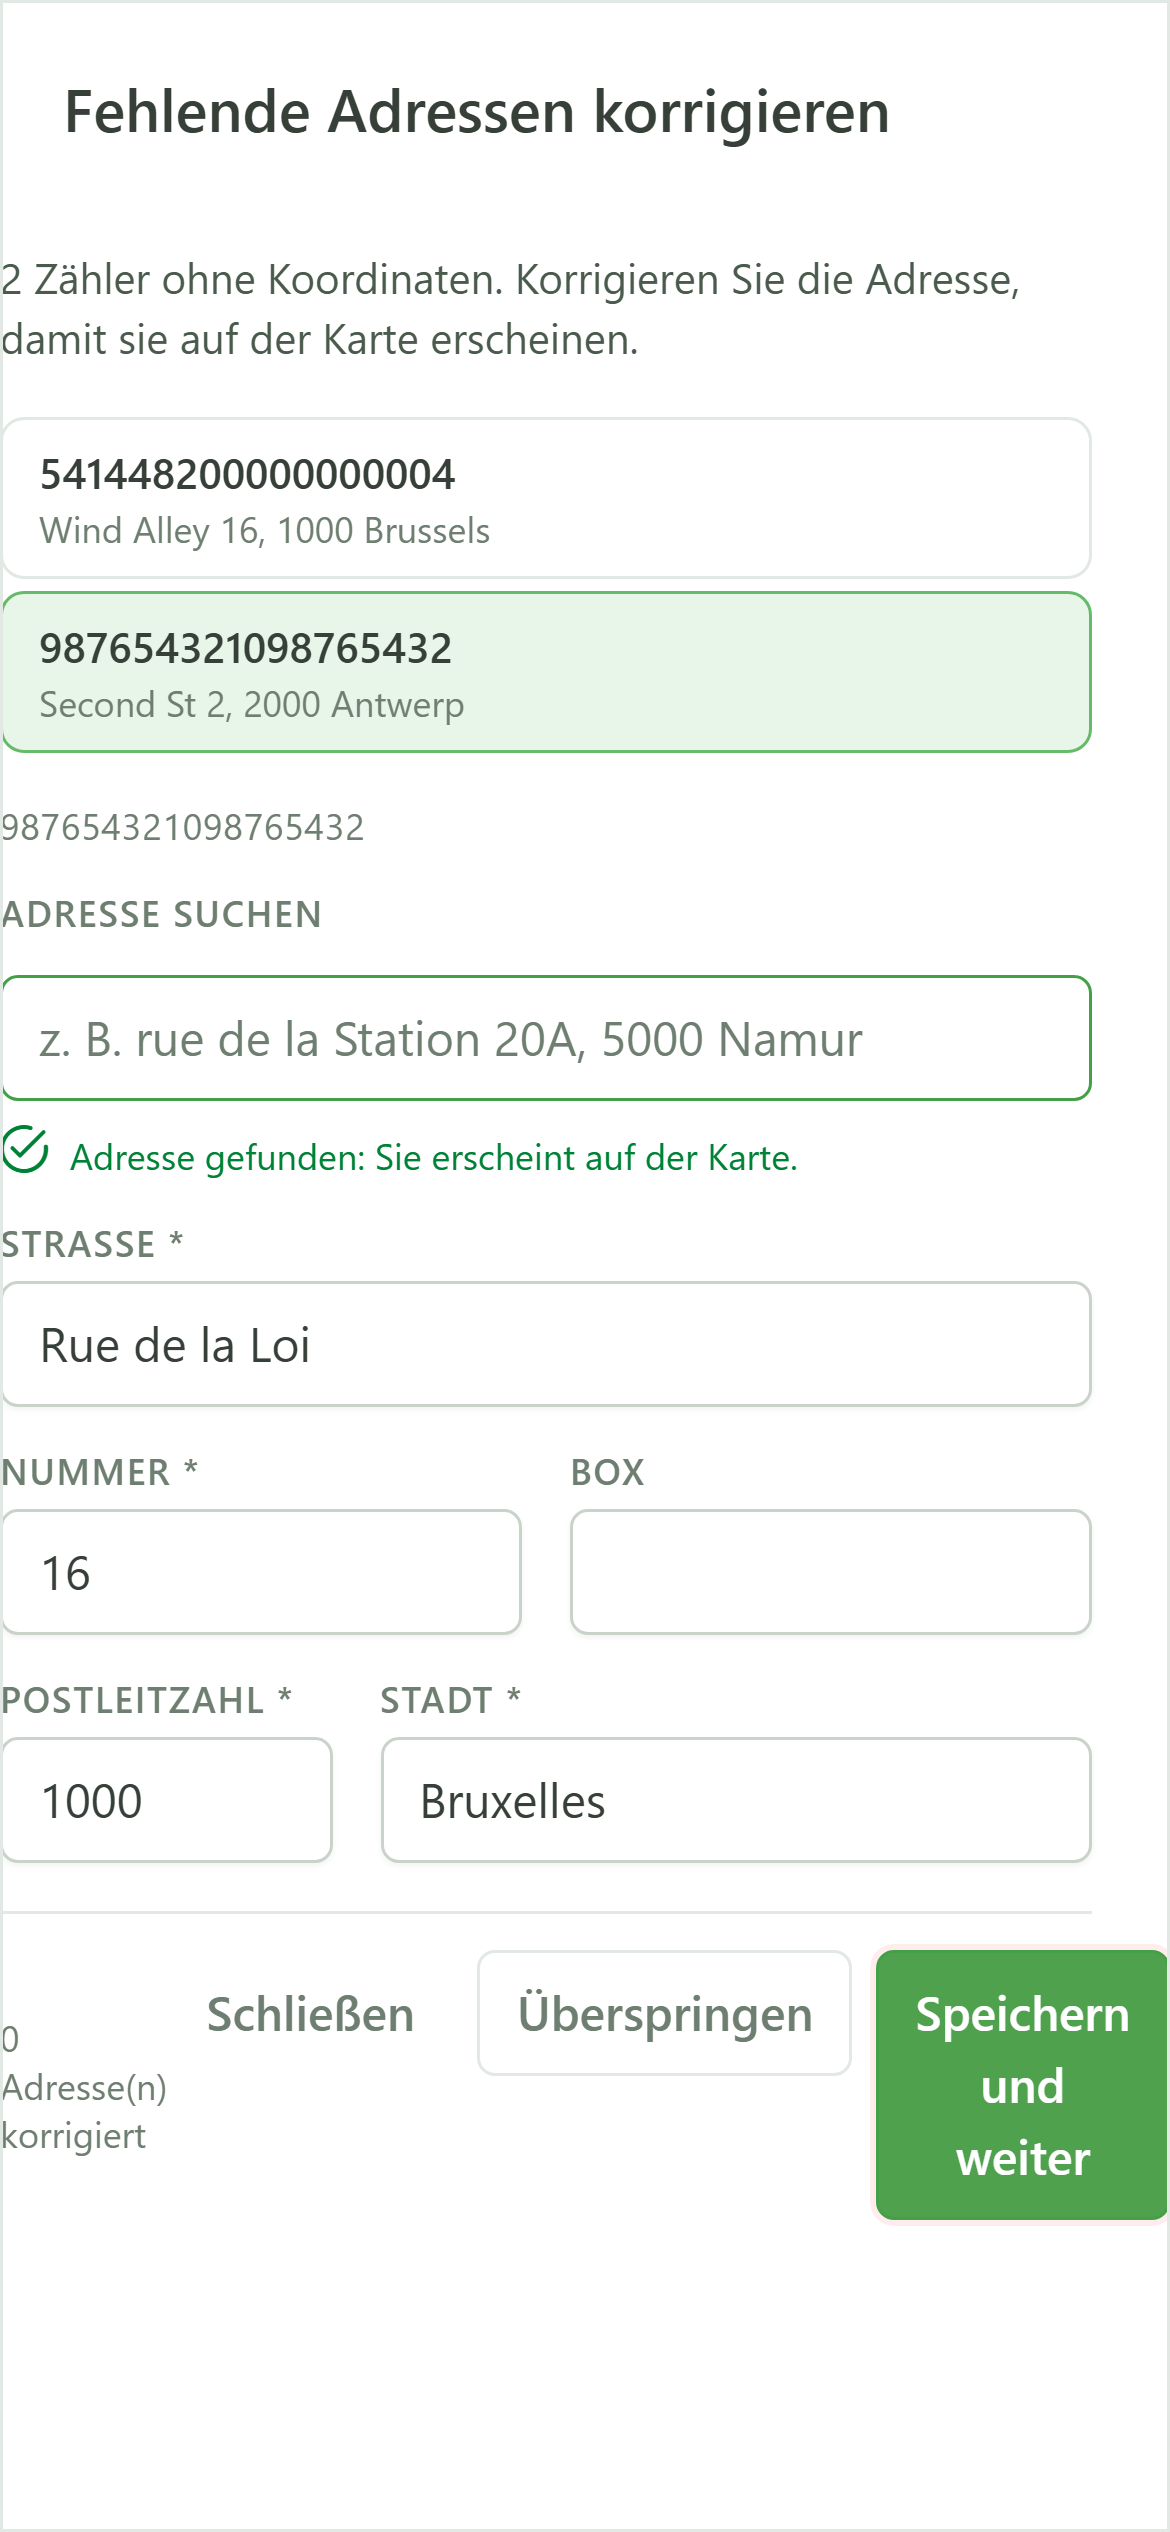 Fehlende Adressen korrigieren
2 Zähler ohne Koordinaten. Korrigieren Sie die Adresse,
damit sie auf der Karte erscheinen.
541448200000000004
Wind Alley 16, 1000 Brussels
987654321098765432
Second St 2, 2000 Antwerp
987654321098765432
ADRESSE SUCHEN
z. B. rue de la Station 20A, 5000 Namur
Adresse gefunden: Sie erscheint auf der Karte.
STRASSE *
Rue de la Loi
NUMMER * BOX
16
POSTLEITZAHL * STADT *
1000 Bruxelles
0
Adresse(n)
korrigiert
Schließen
Überspringen
Speichern
und
weiter